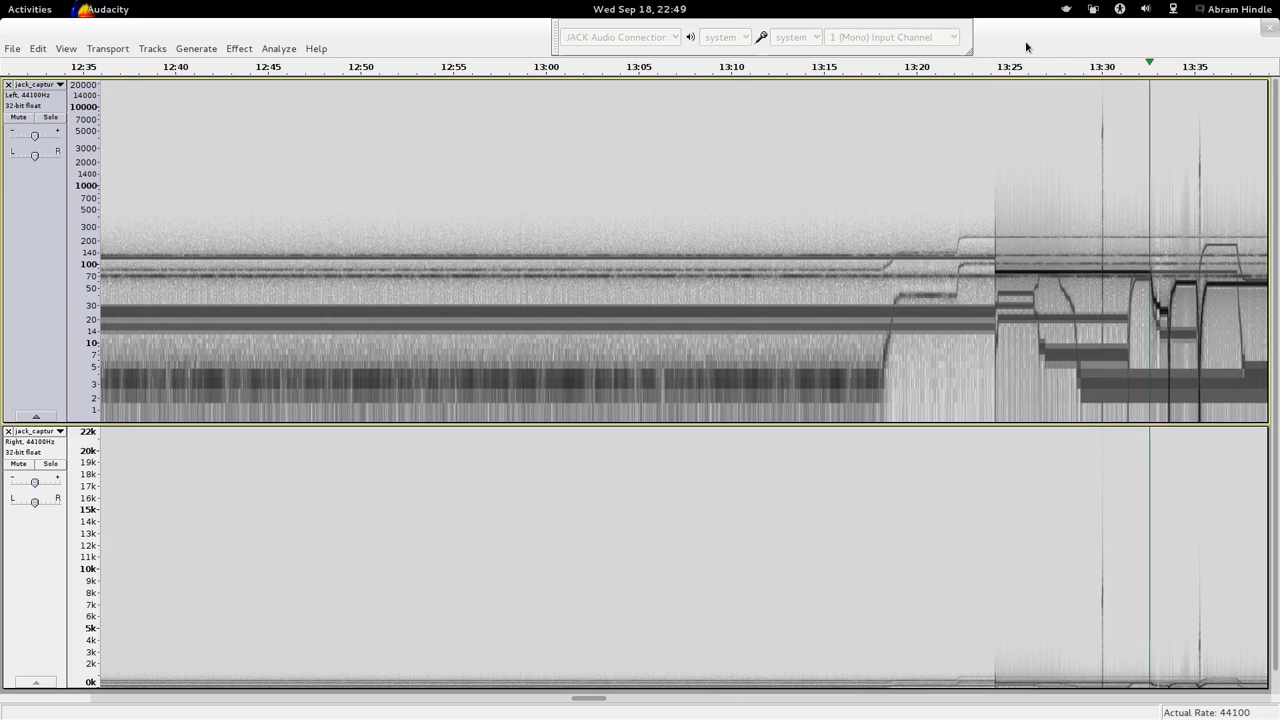 Activities Audacity Wed Sep 18, 22:49 Abram Hindle
JACK Audio Connection system system 1 (Mono) Input Channel
File Edit View Transport Tracks Generate Effect Analyze Help
12:35 12:40 12:45 12:50 12:55 13:00 13:05 13:10 13:15 13:20 13:25 13:30 13:35
jack_captur
Left, 44100Hz
32-bit float
Mute Solo
- +
L R
20000
14000
10000
7000
5000
3000
2000
1400
1000
700
500
300
200
140
100
70
50
30
20
14
10
7
5
3
2
1
jack_captur
Right, 44100Hz
32-bit float
Mute Solo
- +
L R
22k
20k
19k
18k
17k
16k
15k
14k
13k
12k
11k
10k
9k
8k
7k
6k
5k
4k
3k
2k
0k
Actual Rate: 44100